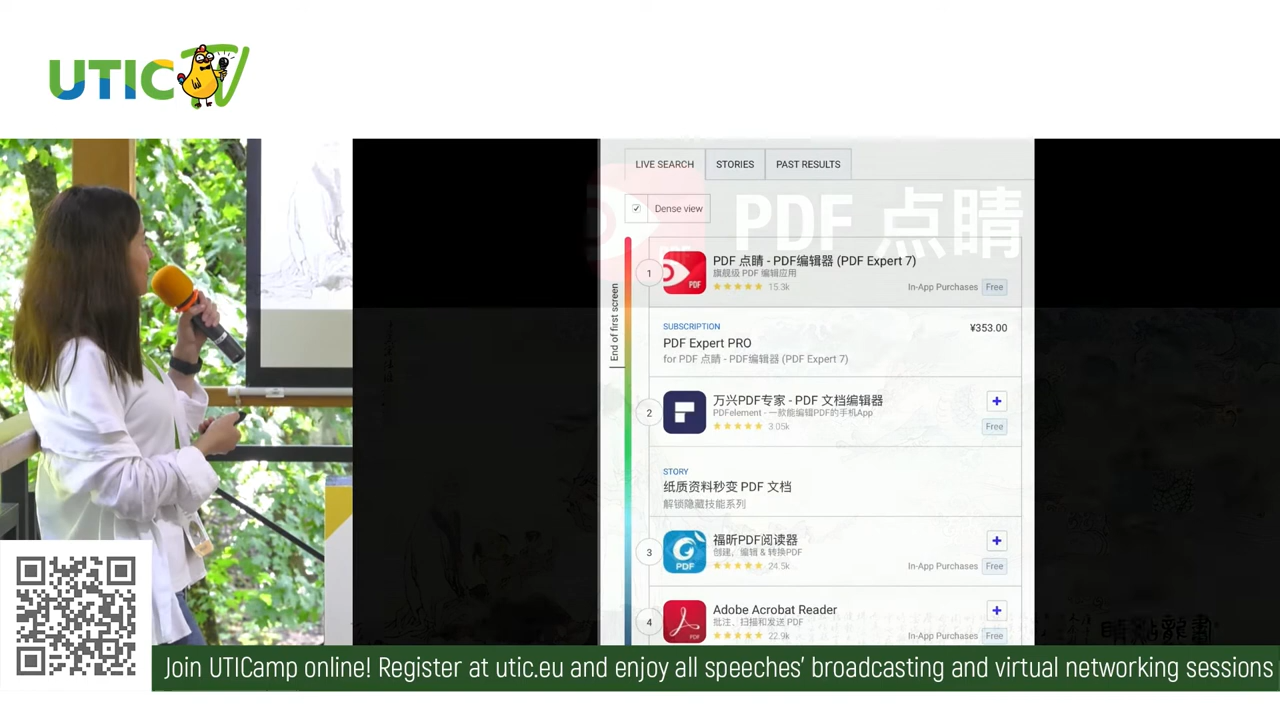 UTIC TV
LIVE SEARCH
STORIES
PAST RESULTS
Dense view
PDF 点睛
End of first screen
1
PDF
PDF 点睛 - PDF编辑器 (PDF Expert 7)
旗舰级 PDF 编辑应用
15.3k
In-App Purchases
Free
SUBSCRIPTION
¥353.00
PDF Expert PRO
for PDF 点睛 - PDF编辑器 (PDF Expert 7)
2
万兴PDF专家 - PDF 文档编辑器
PDFelement - 一款能编辑PDF的手机App
3.05k
+
Free
STORY
纸质资料秒变 PDF 文档
解锁隐藏技能系列
3
PDF
福昕PDF阅读器
创建，编辑 & 转换PDF
24.5k
+
In-App Purchases
Free
4
PDF
Adobe Acrobat Reader
批注、扫描和发送 PDF
22.9k
+
In-App Purchases
Free
Join UTICamp online! Register at utic.eu and enjoy all speeches' broadcasting and virtual networking sessions